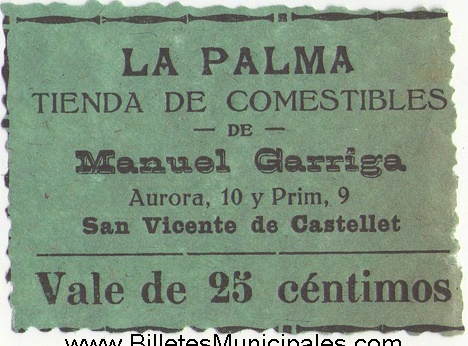 LA PALMA
TIENDA DE COMESTIBLES
— DE —
Manuel Garriga
Aurora, 10 y Prim, 9
San Vicente de Castellet
Vale de 25 céntimos
www.BilletesMunicipales.com